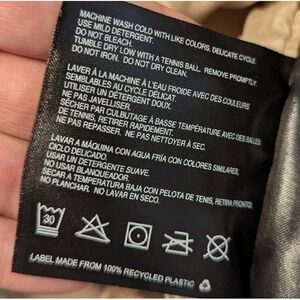 MACHINE WASH COLD WITH LIKE COLORS. DELICATE CYCLE.
USE MILD DETERGENT.
DO NOT BLEACH.
TUMBLE DRY LOW WITH A TENNIS BALL. REMOVE PROMPTLY.
DO NOT IRON. DO NOT DRY CLEAN.
LAVER À LA MACHINE À L'EAU FROIDE AVEC DES COULEURS
SEMBLABLES AU CYCLE DÉLICAT.
UTILISER UN DÉTERGENT DOUX.
NE PAS JAVELLISER.
SÉCHER PAR CULBUTAGE À BASSE TEMPÉRATURE AVEC DES BALLES
DE TENNIS, RETIRER RAPIDEMENT.
NE PAS REPASSER. NE PAS NETTOYER À SEC.
LAVAR A MÁQUINA CON AGUA FRÍA CON COLORES SIMILARES,
CICLO DELICADO.
USAR UN DETERGENTE SUAVE.
NO USAR BLANQUEADOR.
SECAR A TEMPERATURA BAJA CON PELOTA DE TENIS, RETIRA PRONTO.
NO PLANCHAR. NO LAVAR EN SECO.
30
LABEL MADE FROM 100% RECYCLED PLASTIC